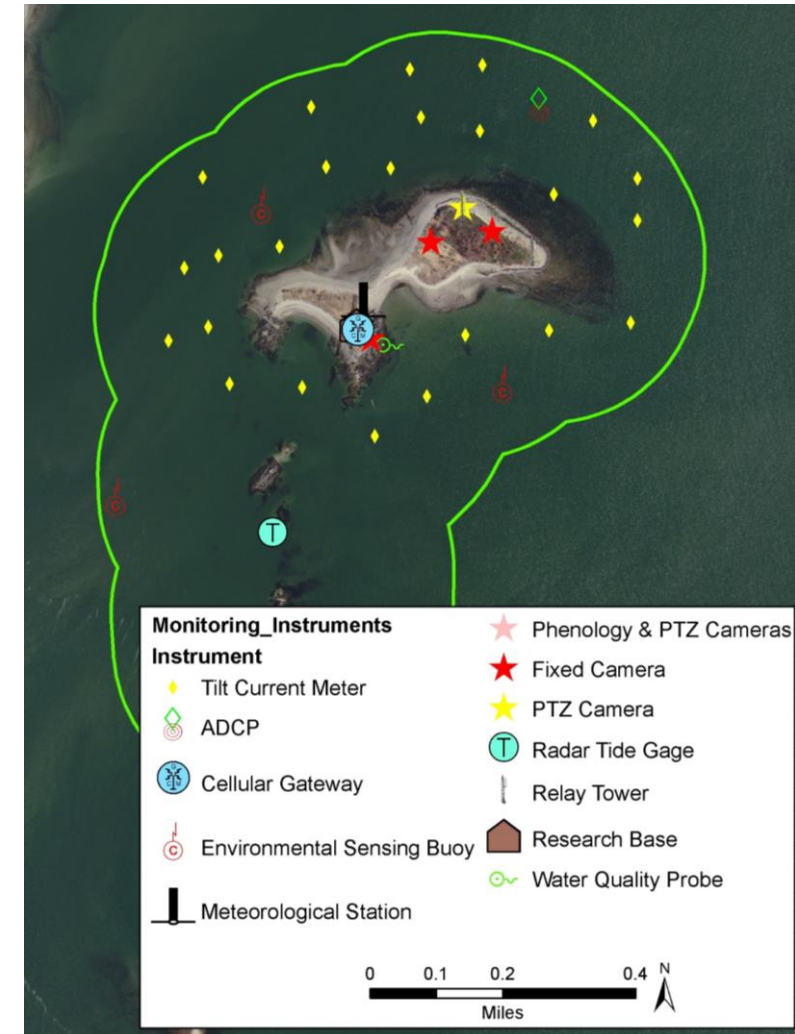 Monitoring_Instruments
Instrument
Tilt Current Meter
ADCP
Cellular Gateway
Environmental Sensing Buoy
Meteorological Station
Phenology & PTZ Cameras
Fixed Camera
PTZ Camera
T Radar Tide Gage
Relay Tower
Research Base
Water Quality Probe
C
C
C
T
C
0 0.1 0.2 0.4
Miles
N